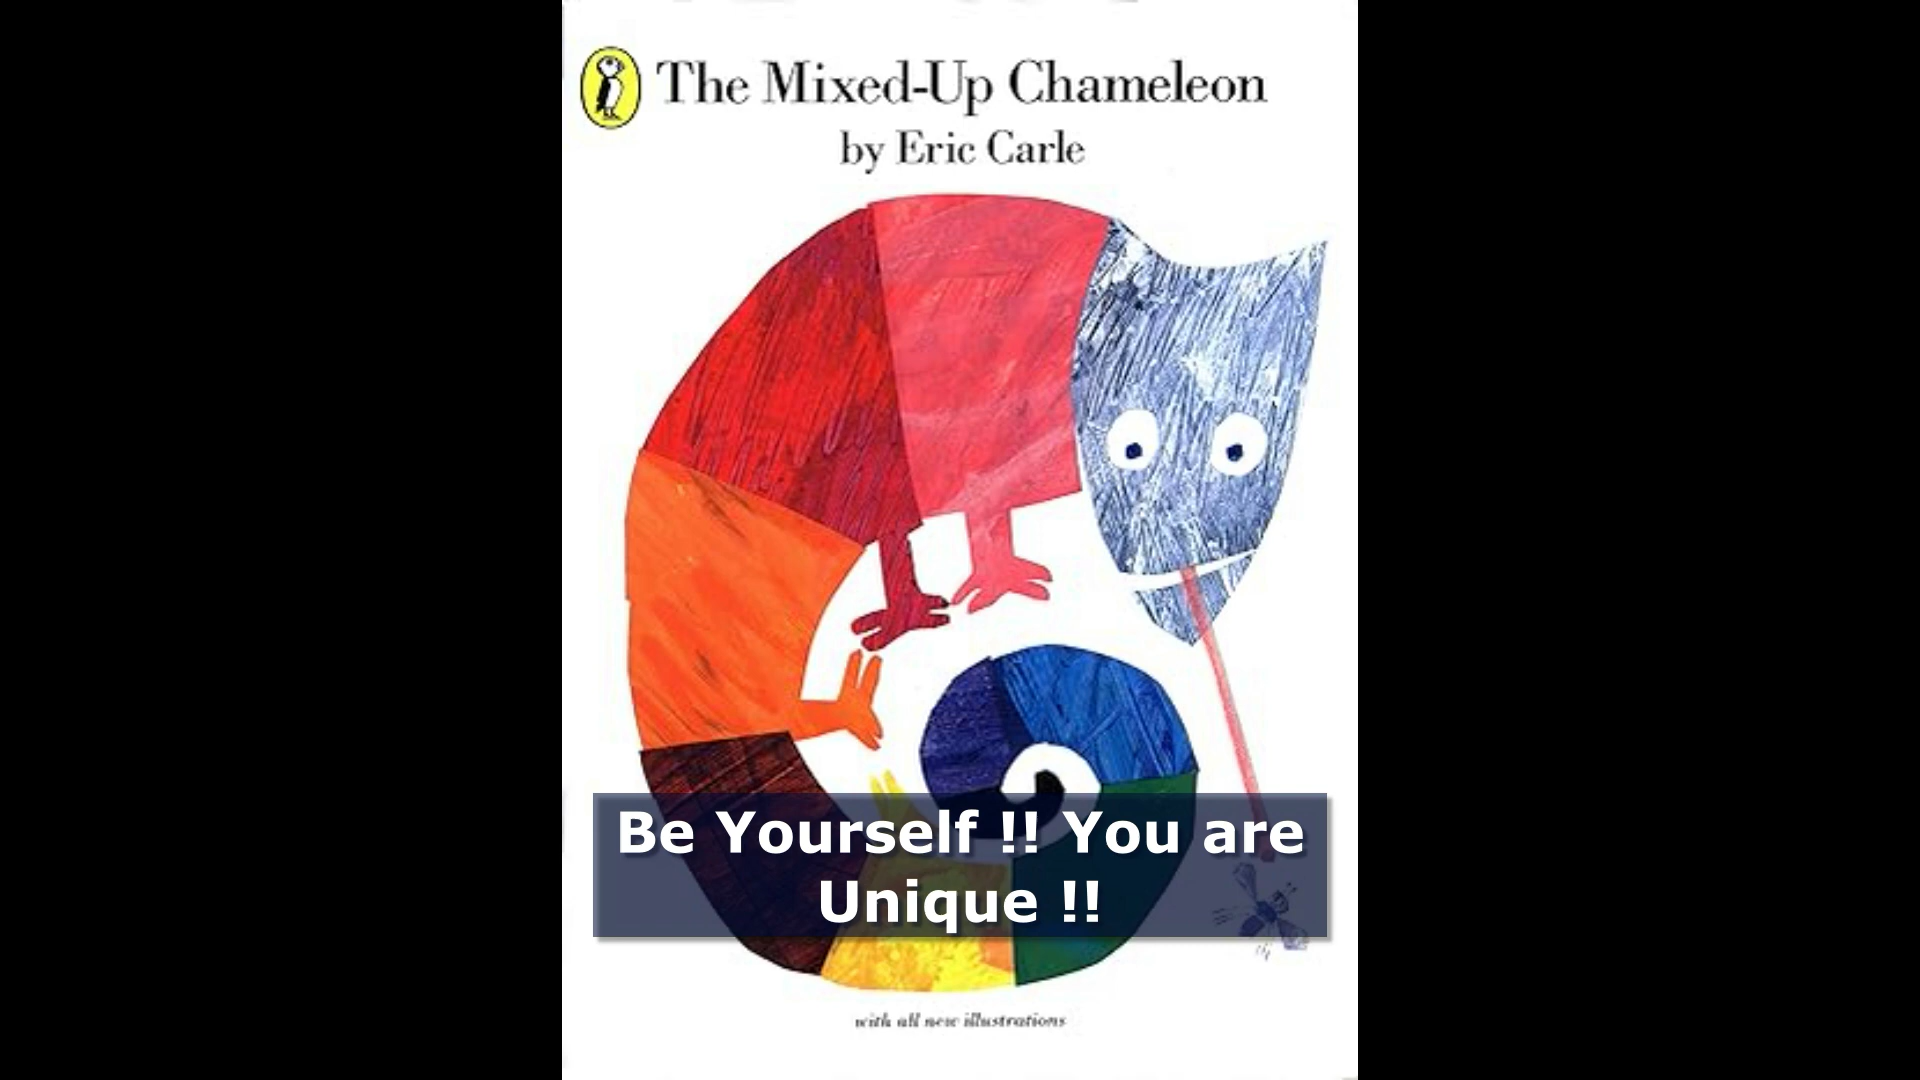 The Mixed-Up Chameleon
by Eric Carle
Be Yourself !! You are
Unique !!
with all new illustrations